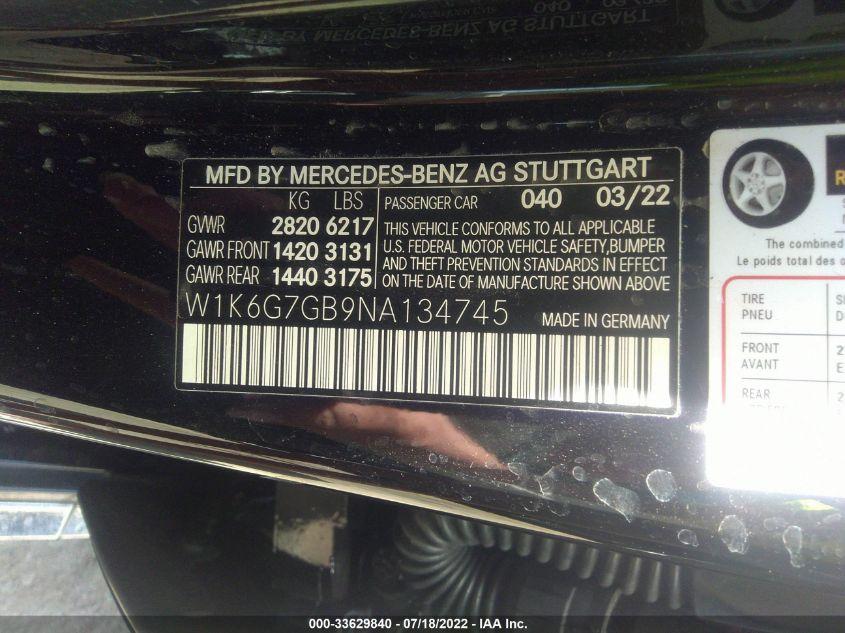 MFD BY MERCEDES-BENZ AG STUTTGART
KG LBS PASSENGER CAR 040 03/22
GVWR 2820 6217
GAWR FRONT 1420 3131
GAWR REAR 1440 3175
THIS VEHICLE CONFORMS TO ALL APPLICABLE
U.S. FEDERAL MOTOR VEHICLE SAFETY,BUMPER
AND THEFT PREVENTION STANDARDS IN EFFECT
ON THE DATE OF MANUFACTURE SHOWN ABOVE.
W1K6G7GB9NA134745 MADE IN GERMANY
The combined
Le poids total des
TIRE
PNEU
FRONT
AVANT
REAR
000-33629840 - 07/18/2022 - IAA Inc.